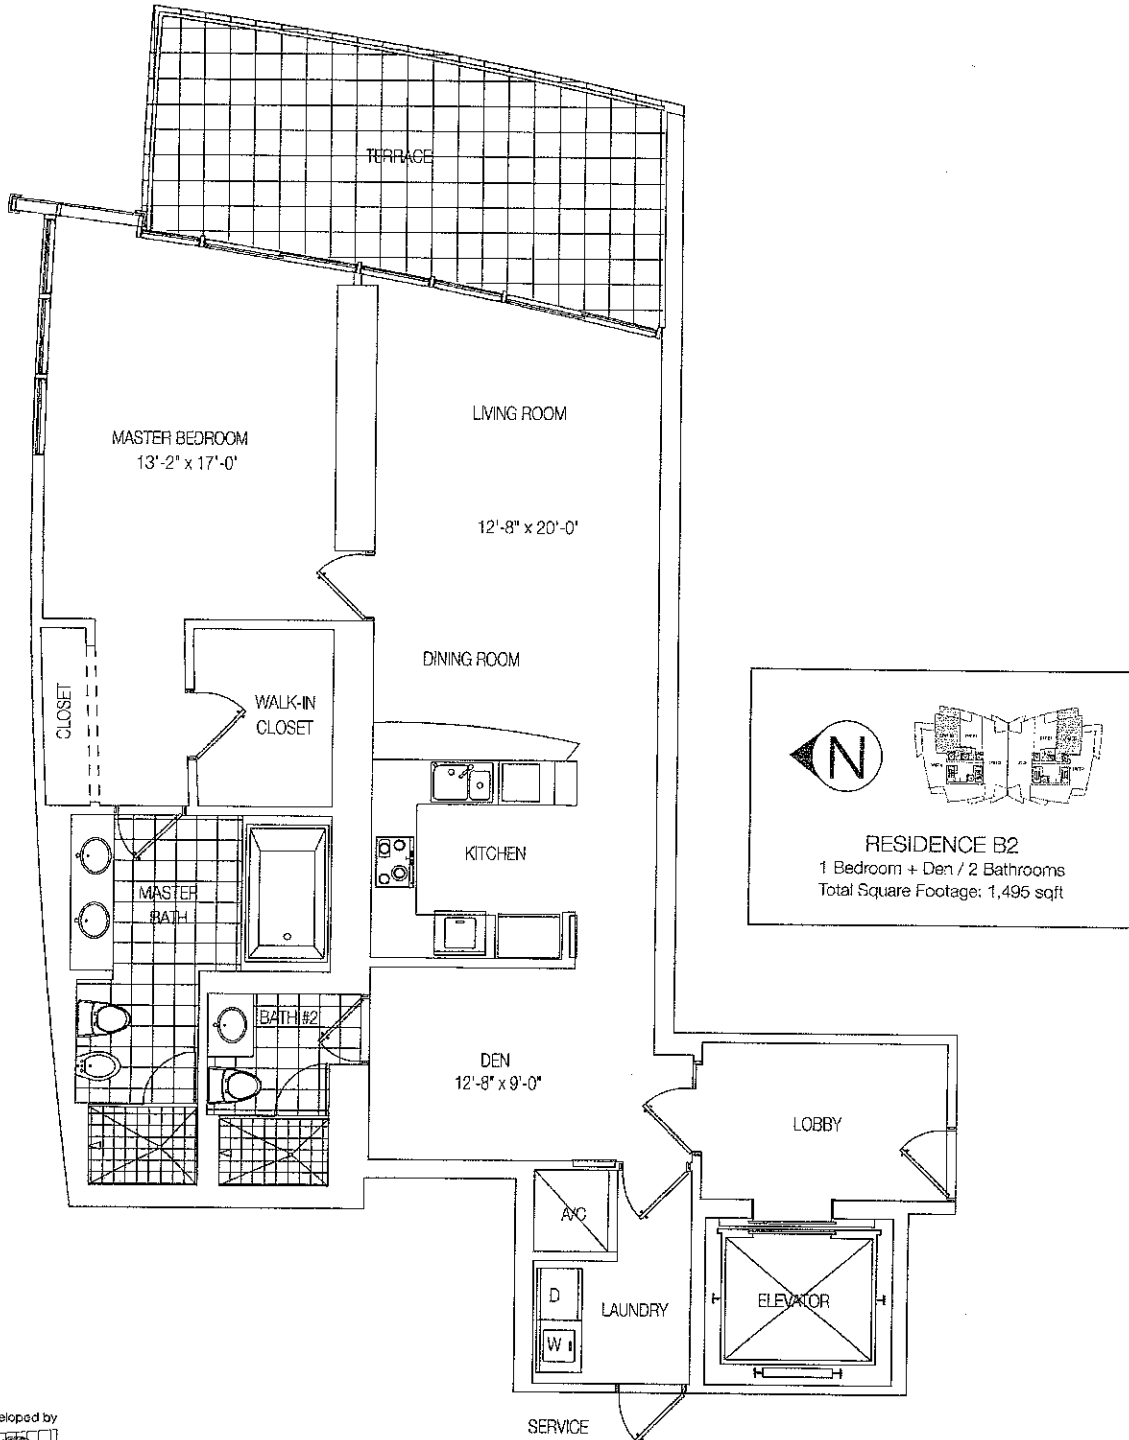 TERRACE
LIVING ROOM
MASTER BEDROOM
13'-2" x 17'-0"
12'-8" x 20'-0"
DINING ROOM
CLOSET
WALK-IN
CLOSET
N
KITCHEN
RESIDENCE B2
1 Bedroom + Den / 2 Bathrooms
Total Square Footage: 1,495 sqft
MASTER
BATH
BATH #2
DEN
12'-8" x 9'-0"
LOBBY
A/C
D
LAUNDRY
ELEVATOR
W
SERVICE
by